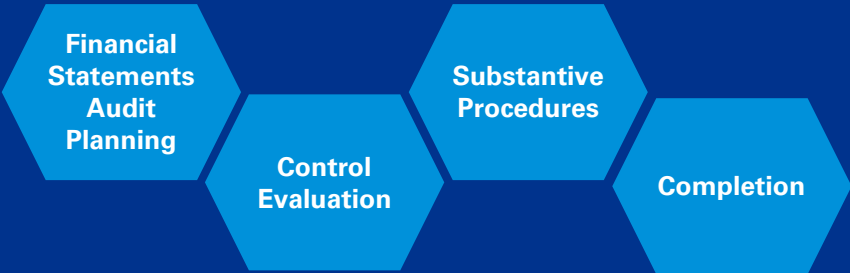 Financial
Statements
Audit
Planning
Control
Evaluation
Substantive
Procedures
Completion